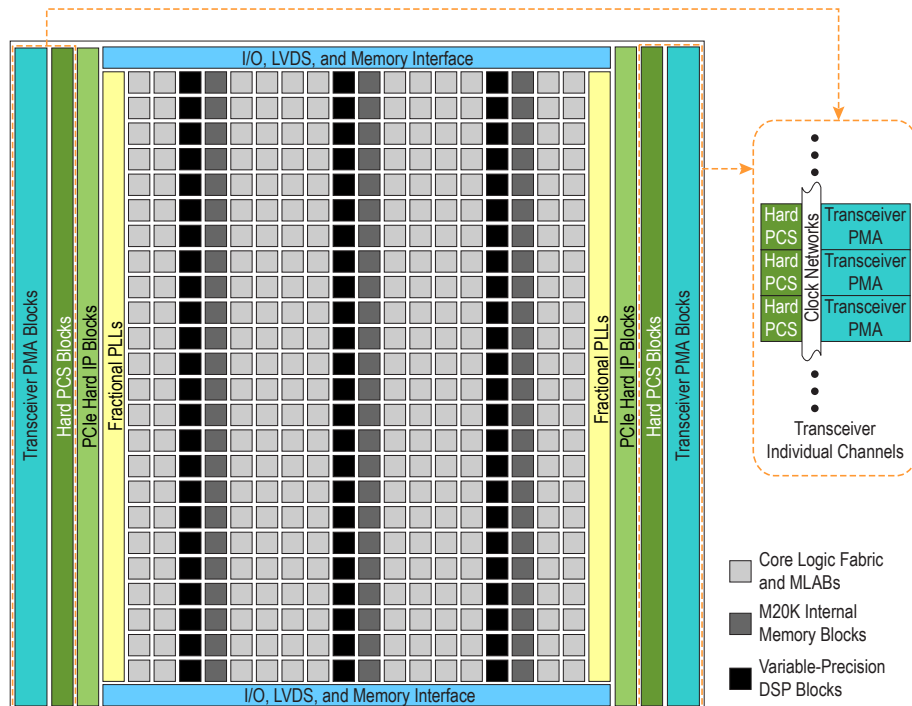 I/O, LVDS, and Memory Interface
Transceiver PMA Blocks
Hard PCS Blocks
PCIe Hard IP Blocks
Fractional PLLs
Fractional PLLs
PCIe Hard IP Blocks
Hard PCS Blocks
Transceiver PMA Blocks
I/O, LVDS, and Memory Interface
Hard
PCS
Transceiver
PMA
Hard
PCS
Transceiver
PMA
Hard
PCS
Transceiver
PMA
Clock Networks
Transceiver
Individual Channels
Core Logic Fabric
and MLABs
M20K Internal
Memory Blocks
Variable-Precision
DSP Blocks